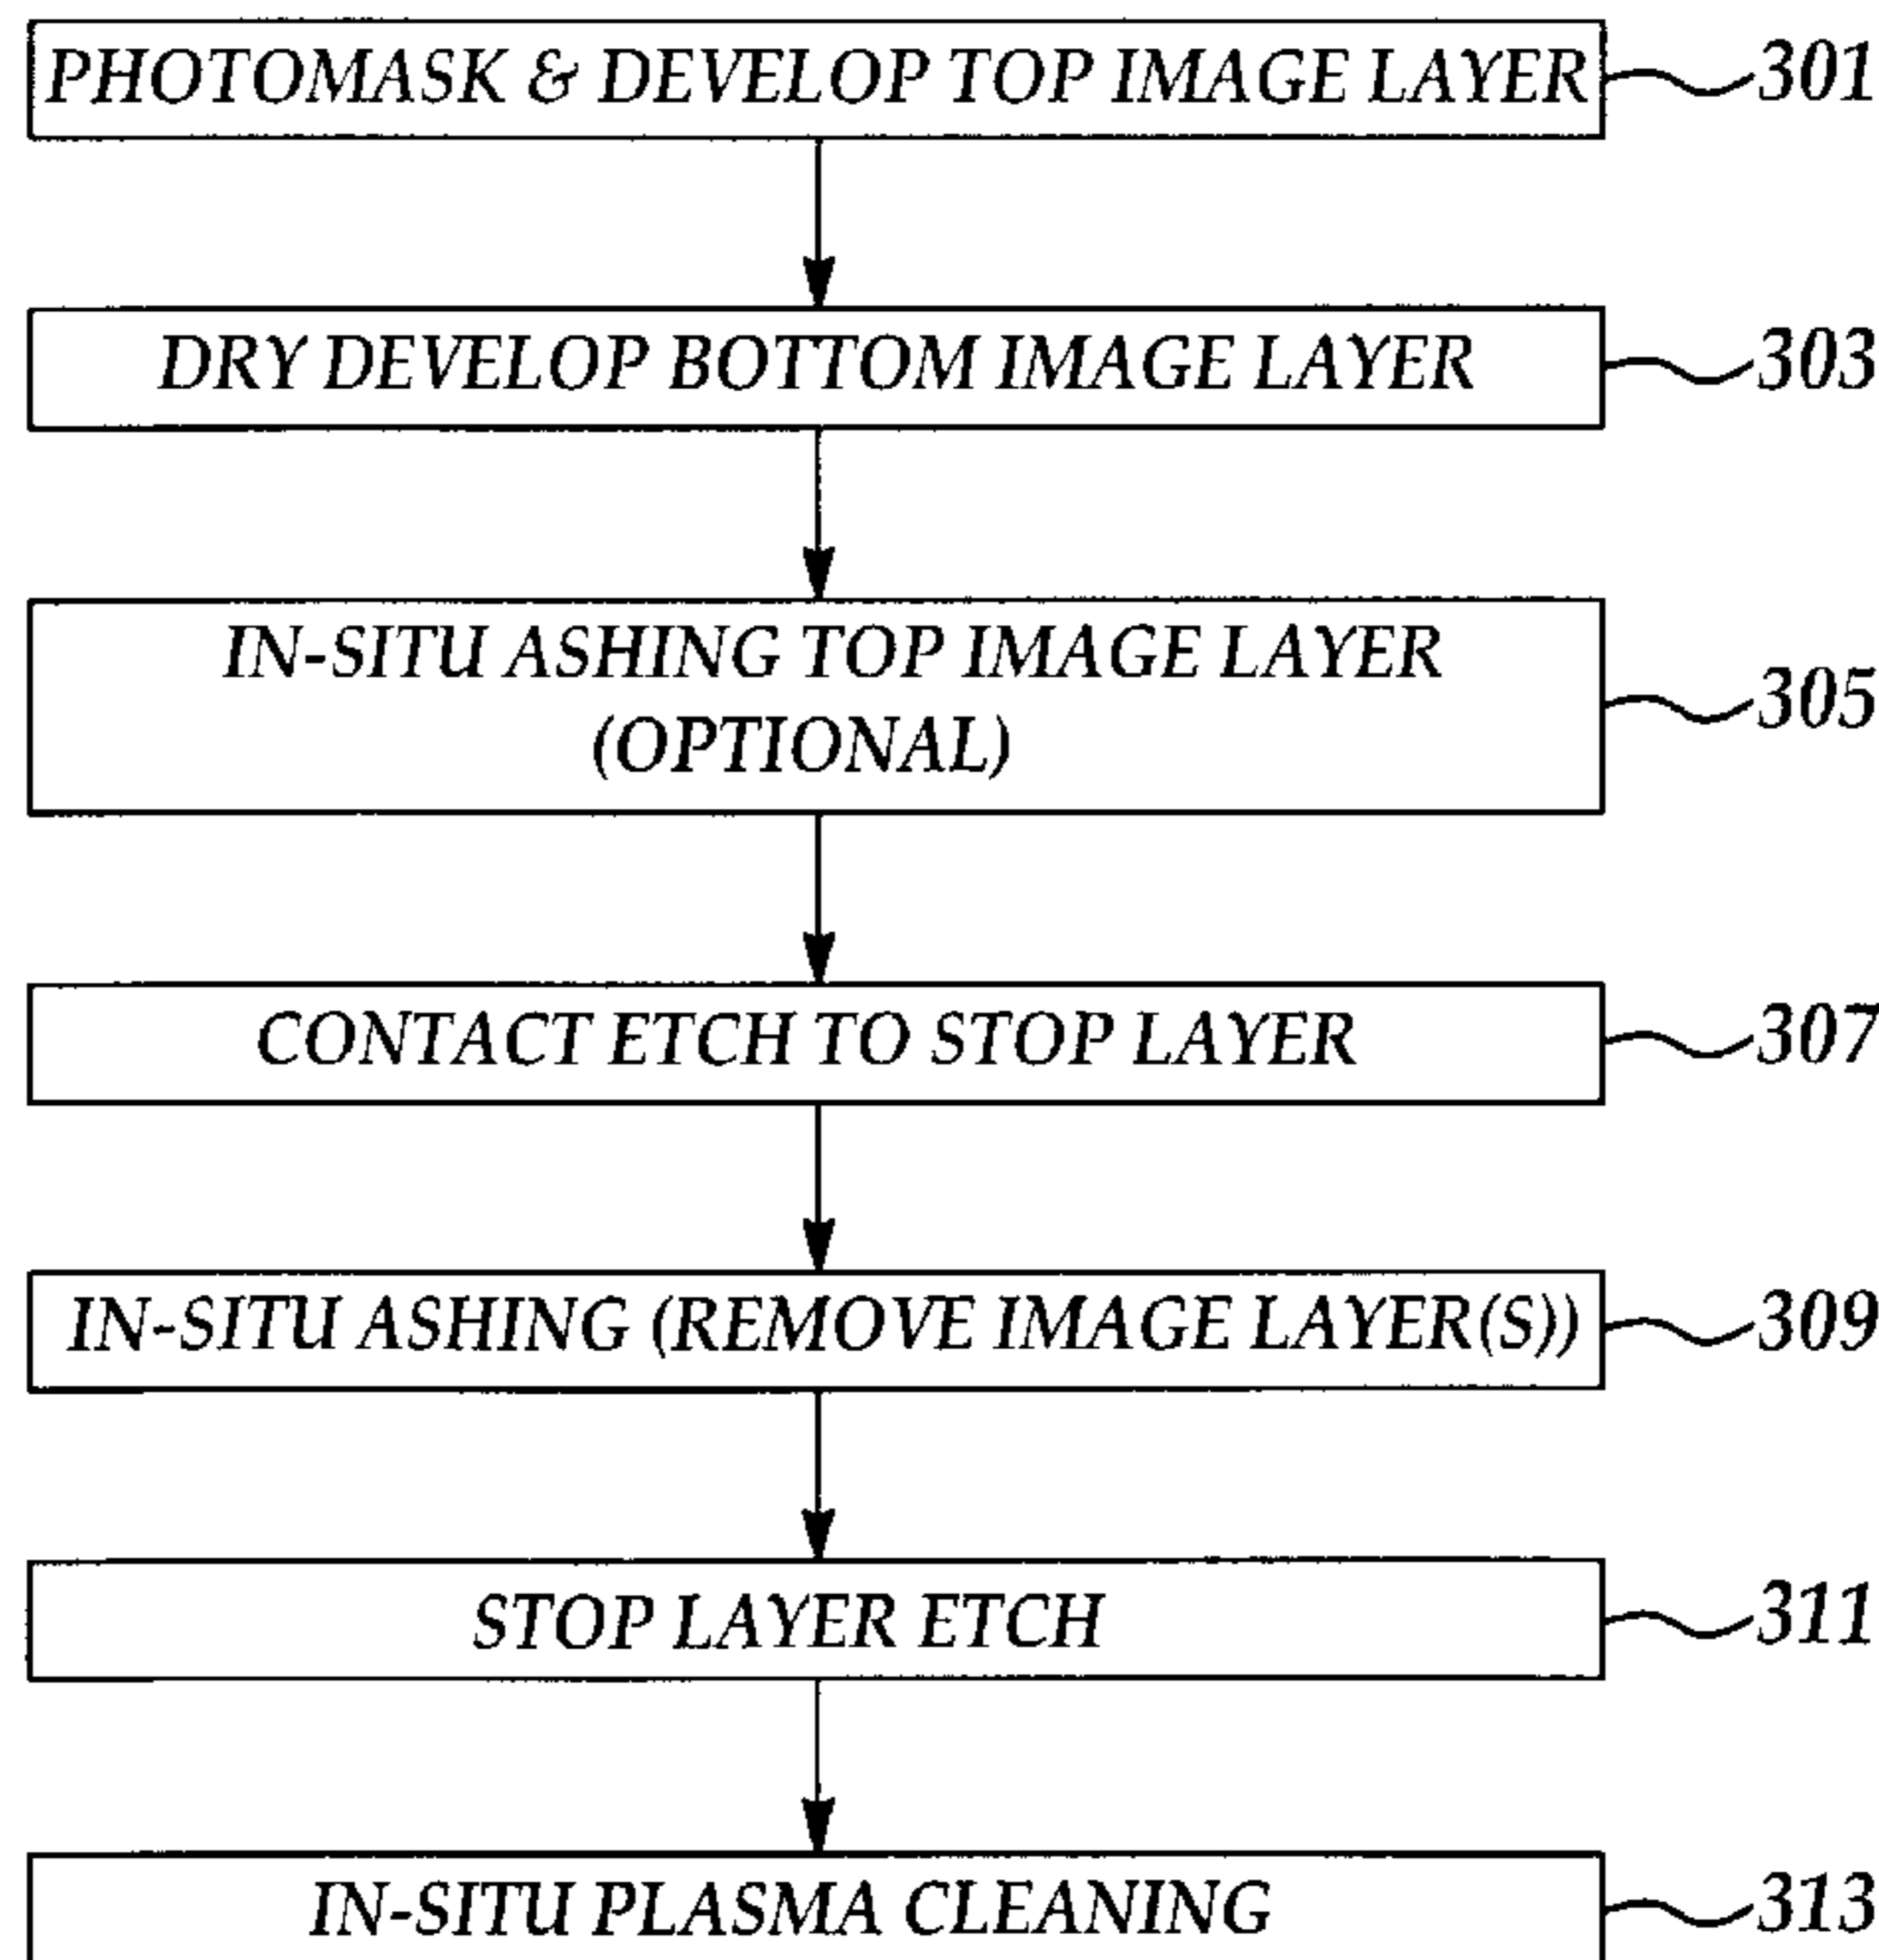 PHOTOMASK & DEVELOP TOP IMAGE LAYER 301
DRY DEVELOP BOTTOM IMAGE LAYER 303
IN-SITU ASHING TOP IMAGE LAYER
(OPTIONAL) 305
CONTACT ETCH TO STOP LAYER 307
IN-SITU ASHING (REMOVE IMAGE LAYER(S)) 309
STOP LAYER ETCH 311
IN-SITU PLASMA CLEANING 313